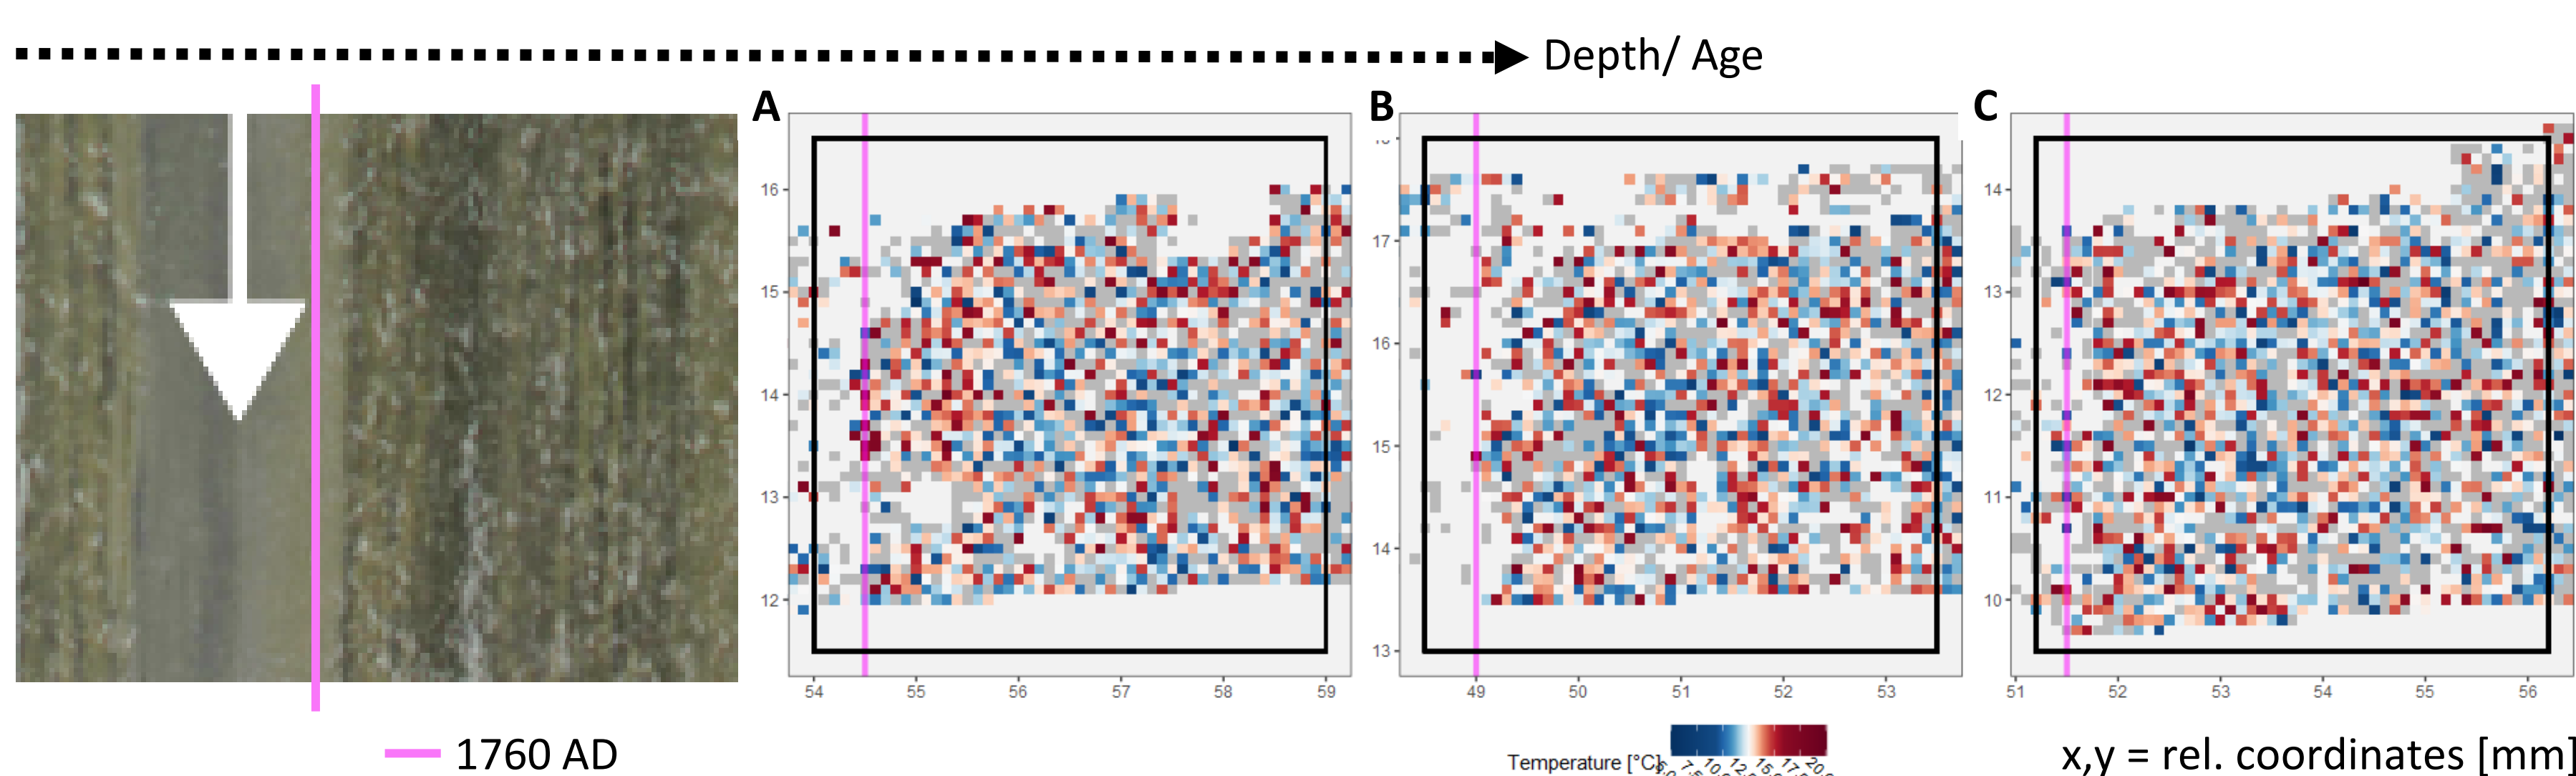 Depth/ Age
A
B
C
16
15
14
13
12
54 55 56 57 58 59
17
16
15
14
13
49 50 51 52 53
14
13
12
11
10
51 52 53 54 55 56
1760 AD
Temperature [°C]
x,y = rel. coordinates [mm]